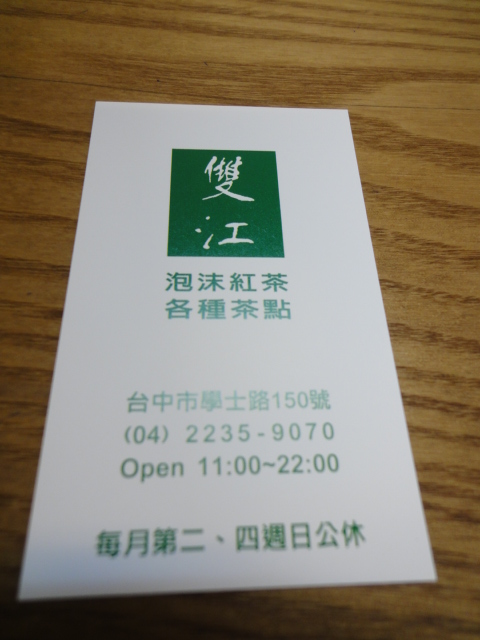 雙
江
泡沫紅茶
各種茶點
台中市學士路150號
(04) 2235-9070
Open 11:00~22:00
每月第二、四週日公休